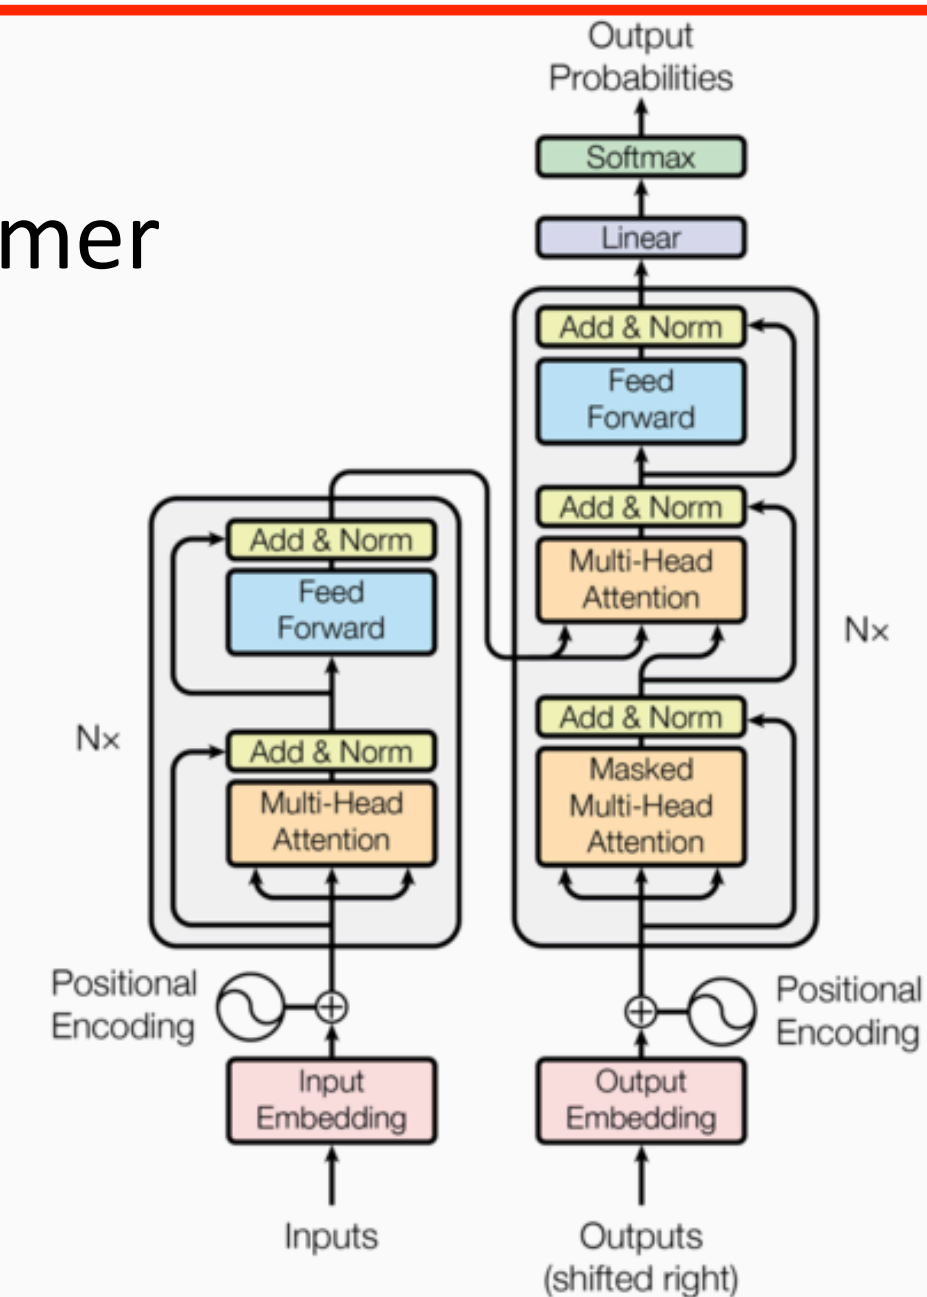 mer
Output
Probabilities
Softmax
Linear
Add & Norm
Feed
Forward
Add & Norm
Multi-Head
Attention
Nx
Add & Norm
Masked
Multi-Head
Attention
Add & Norm
Feed
Forward
Nx
Add & Norm
Multi-Head
Attention
Positional
Encoding
Positional
Encoding
Input
Embedding
Output
Embedding
Inputs
Outputs
(shifted right)